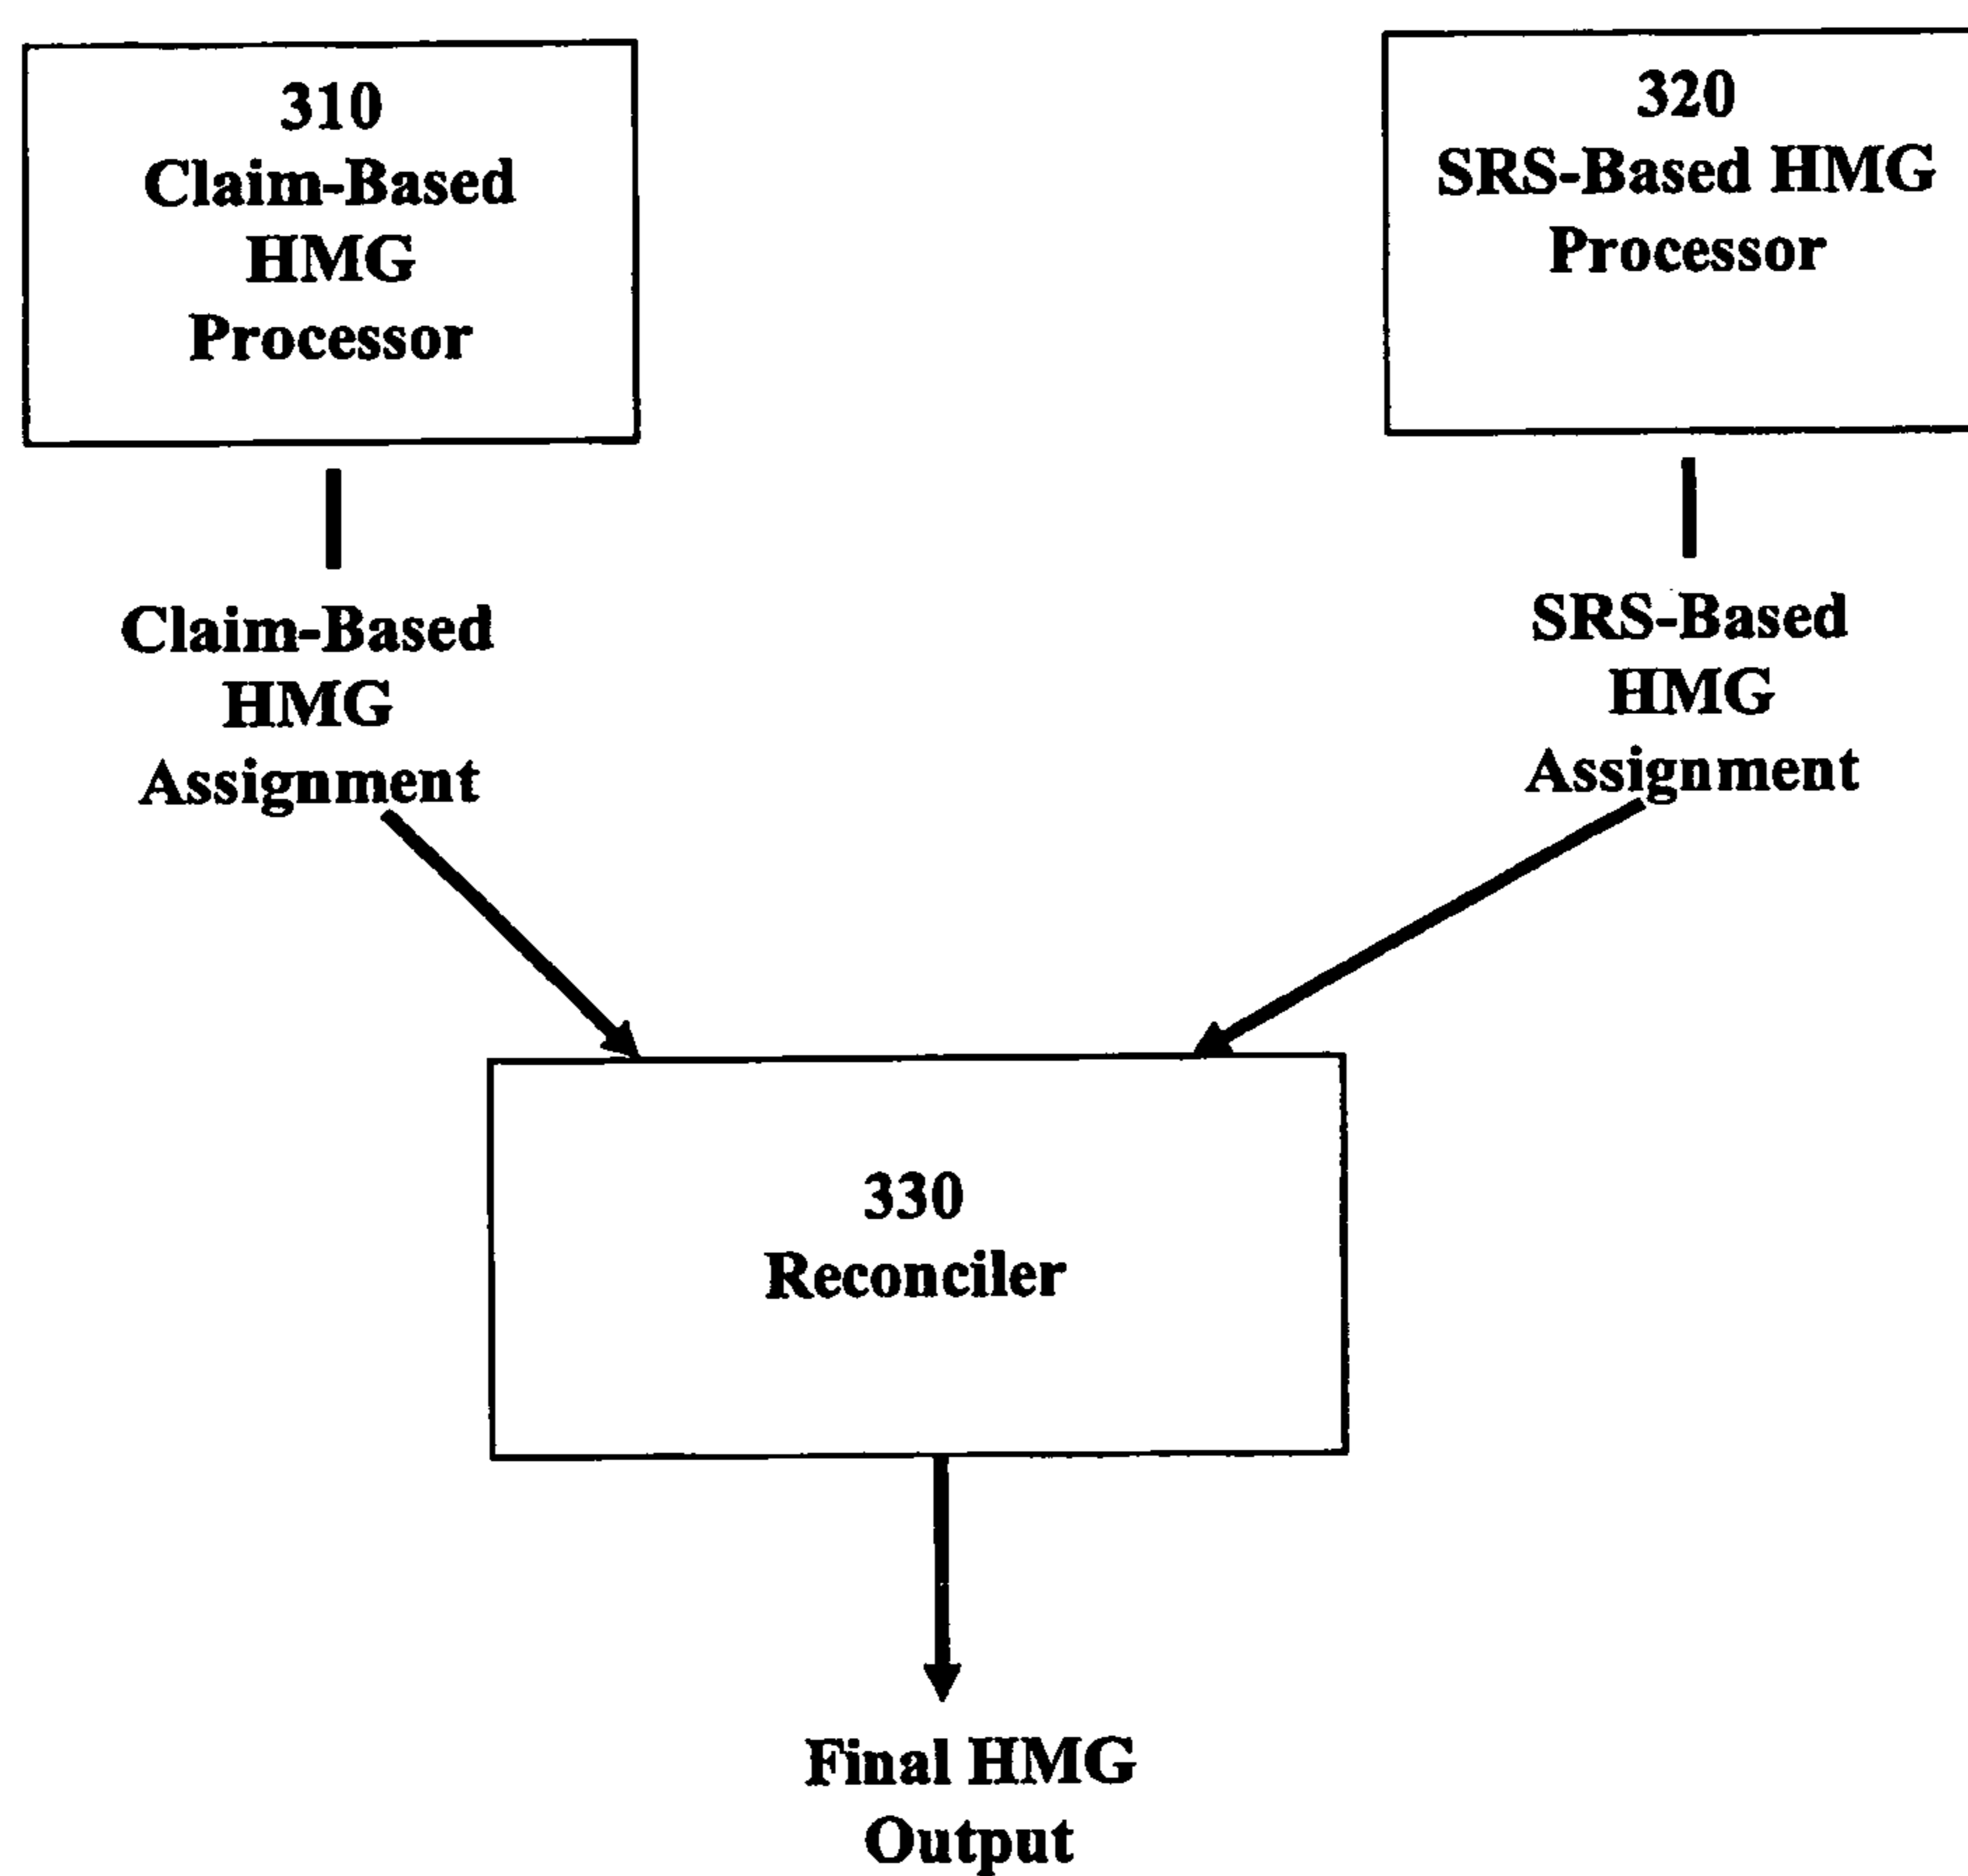 310
Claim-Based
HMG
Processor
320
SRS-Based HMG
Processor
Claim-Based
HMG
Assignment
SRS-Based
HMG
Assignment
330
Reconciler
Final HMG
Output